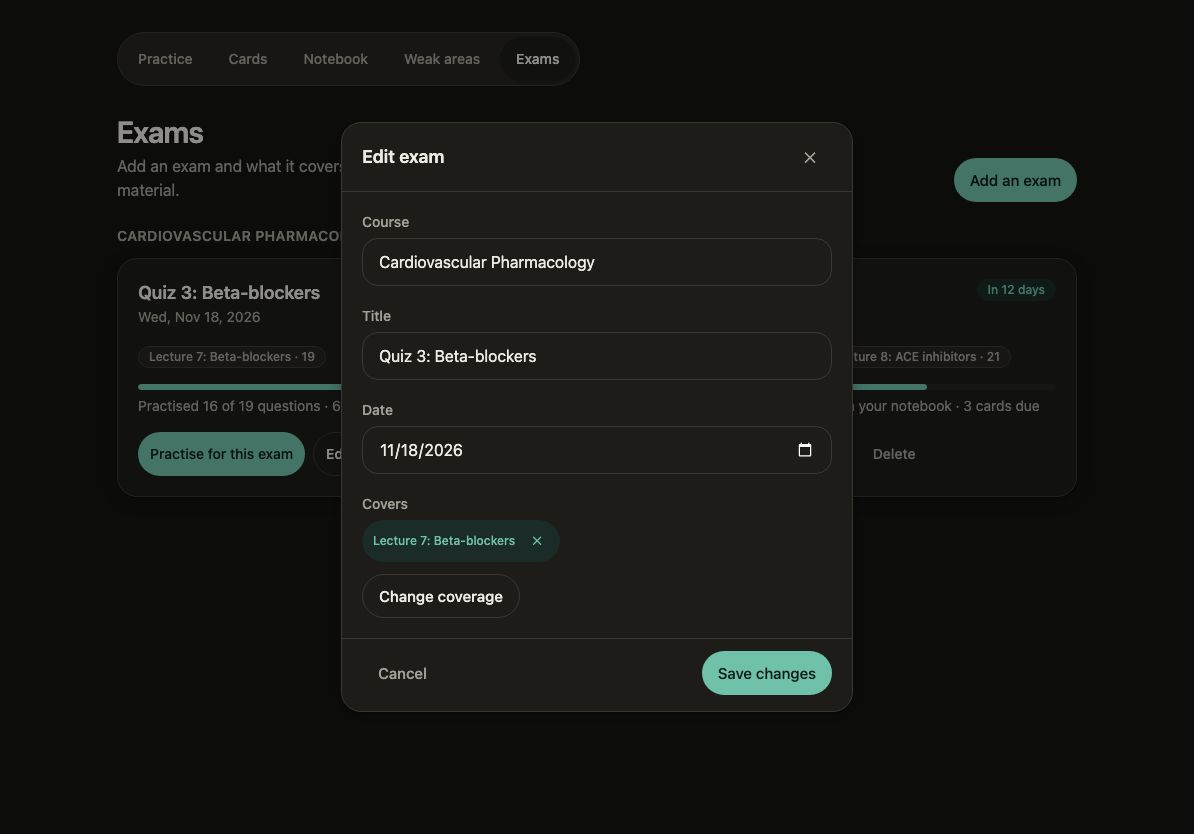 Practice
Cards
Notebook
Weak areas
Exams
Exams
Add an exam and what it covers
material.
Add an exam
CARDIOVASCULAR
Quiz 3: Beta-blockers
Wed, Nov 18, 2026
Lecture 7: Beta-blockers · 19
Practised 16 of 19 questions · 6
Practise for this exam
In 12 days
8: ACE inhibitors · 21
your notebook · 3 cards due
Delete
Edit exam
Course
Cardiovascular Pharmacology
Title
Quiz 3: Beta-blockers
Date
11/18/2026
Covers
Lecture 7: Beta-blockers
Change coverage
Cancel
Save changes